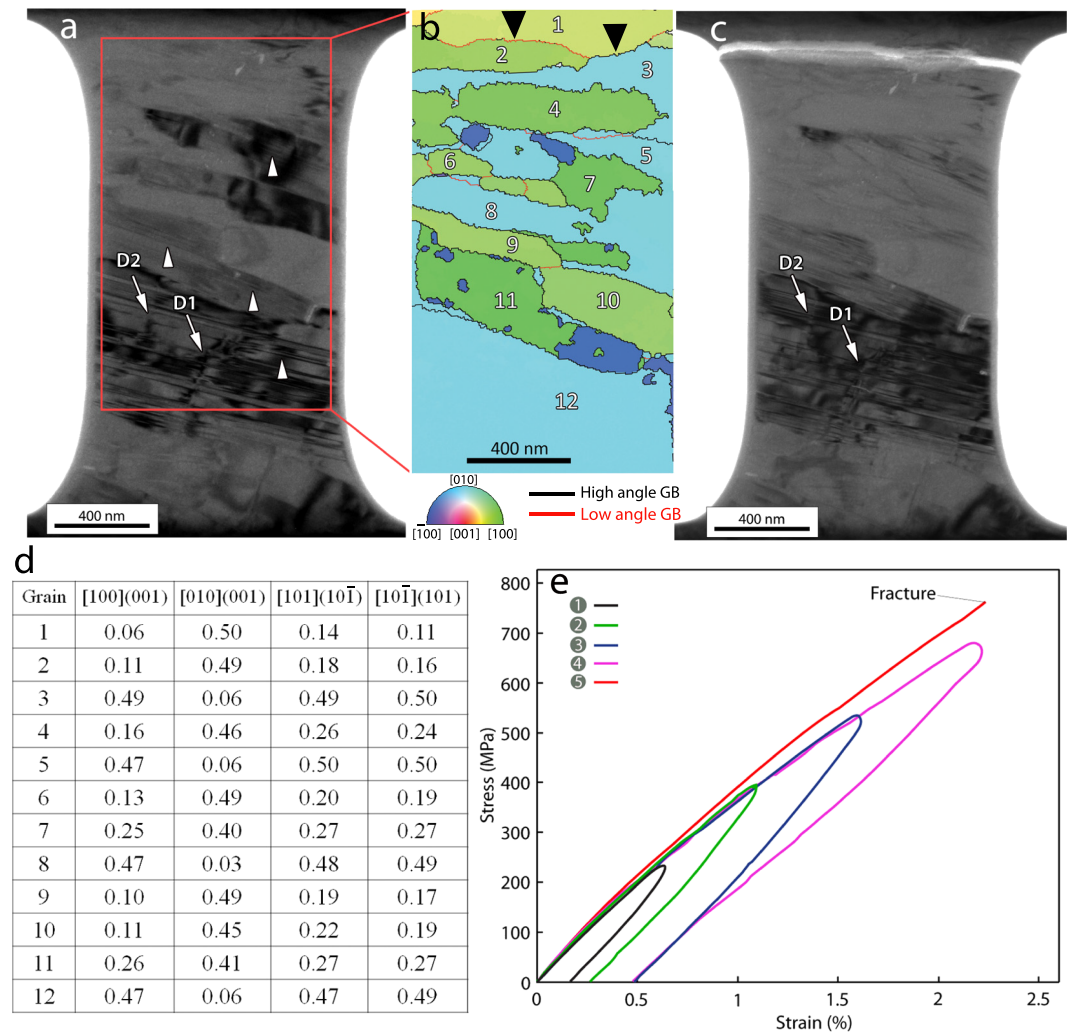 a
D2
D1
400 nm
b
1
2
3
4
5
6
7
8
9
10
11
12
400 nm
[010]
[1̅00] [001] [100]
High angle GB
Low angle GB
c
D2
D1
400 nm
d
Grain [100](001) [010](001) [101](101̅) [101̅](101)
1 0.06 0.50 0.14 0.11
2 0.11 0.49 0.18 0.16
3 0.49 0.06 0.49 0.50
4 0.16 0.46 0.26 0.24
5 0.47 0.06 0.50 0.50
6 0.13 0.49 0.20 0.19
7 0.25 0.40 0.27 0.27
8 0.47 0.03 0.48 0.49
9 0.10 0.49 0.19 0.17
10 0.11 0.45 0.22 0.19
11 0.26 0.41 0.27 0.27
12 0.47 0.06 0.47 0.49
e
800
700
600
500
400
300
200
100
0
Stress (MPa)
1
2
3
4
5
Fracture
0 0.5 1 1.5 2 2.5
Strain (%)